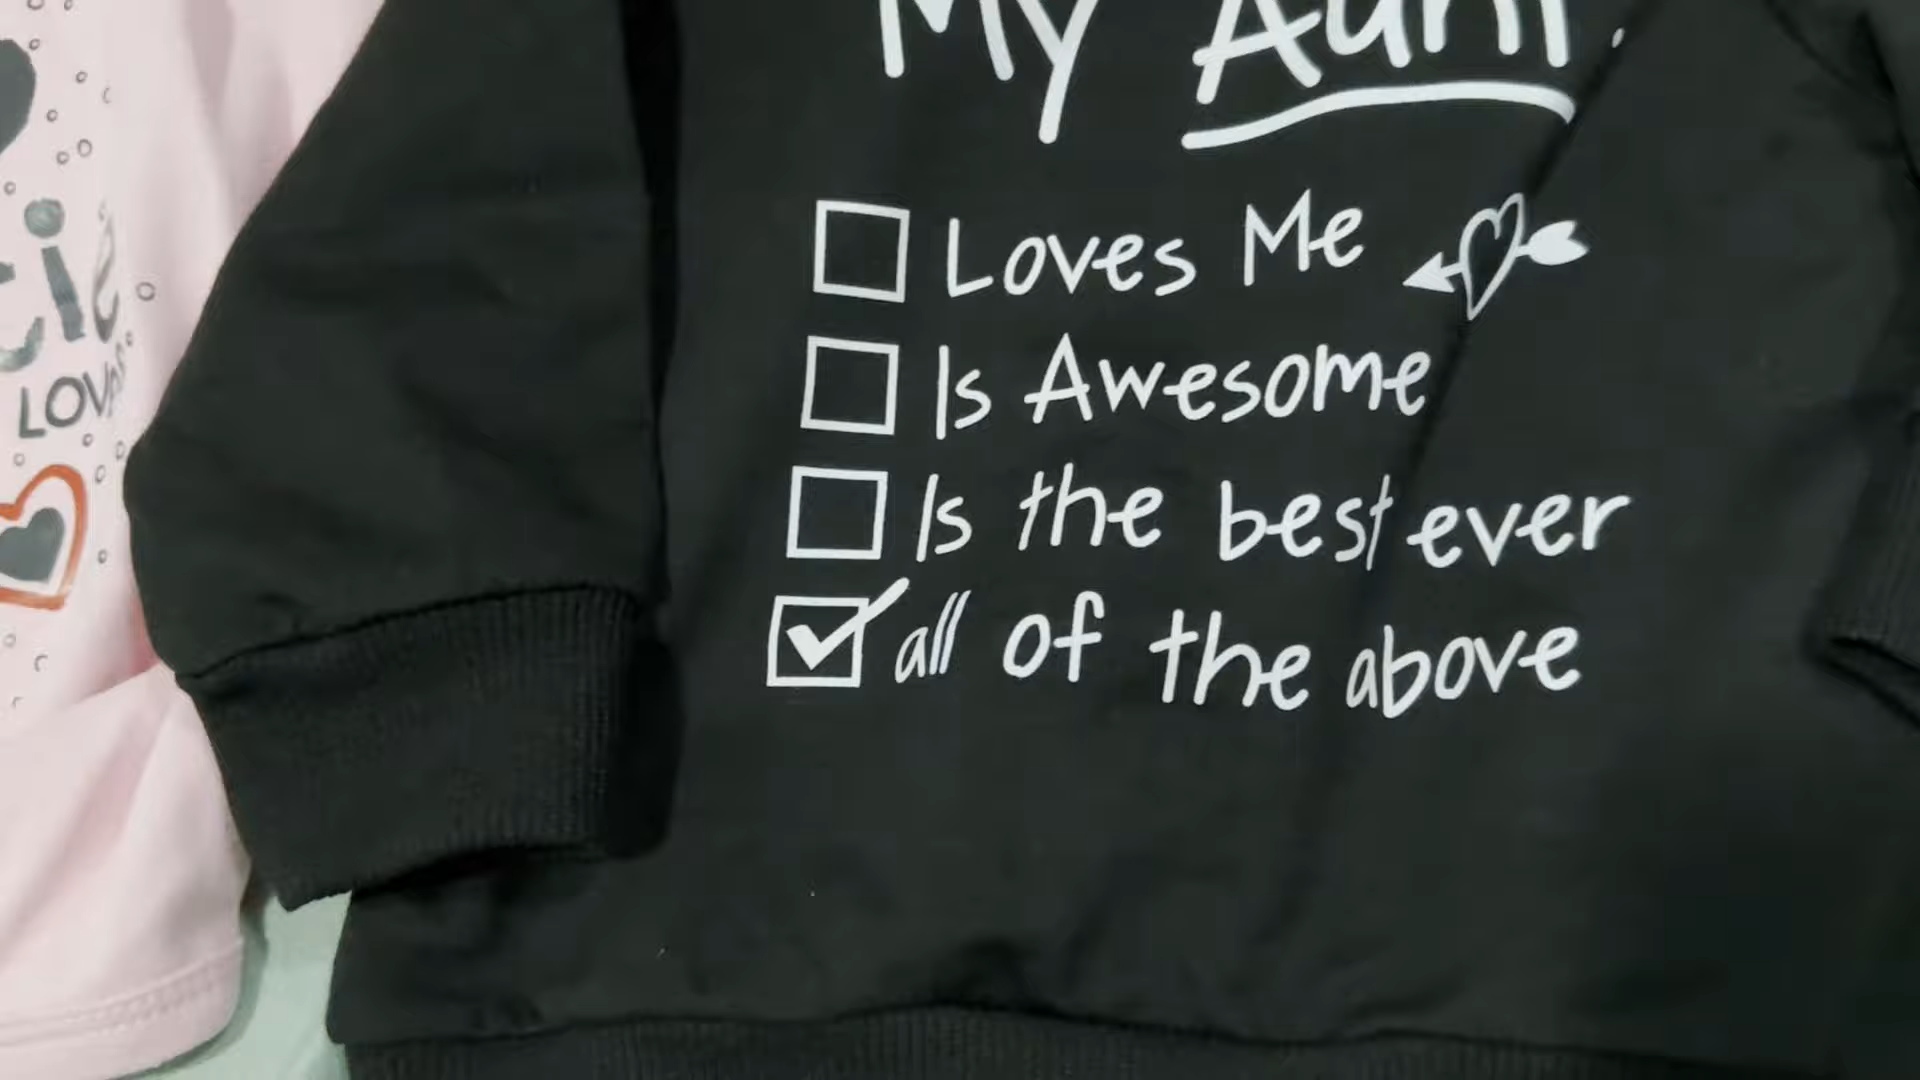 My Aunt
Loves Me
Is Awesome
Is the best ever
all of the above